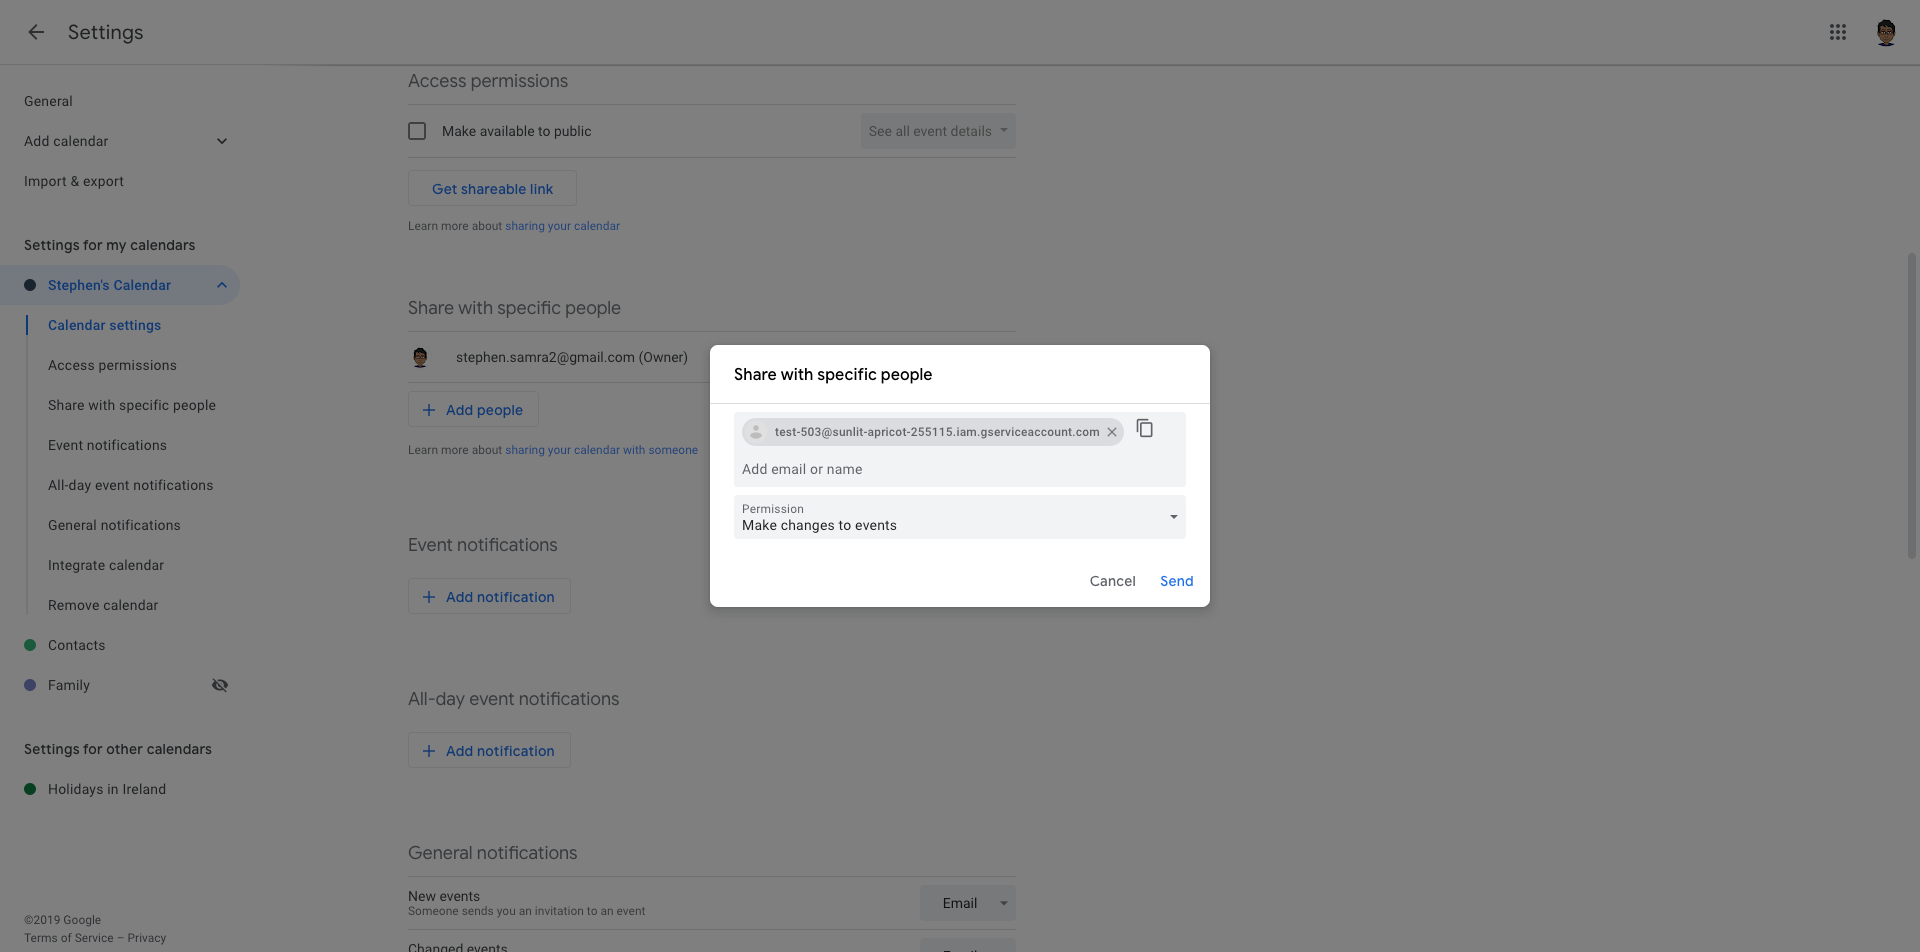 Settings
General
Add calendar
Import & export
Settings for my calendars
Stephen's Calendar
Calendar settings
Access permissions
Share with specific people
Event notifications
All-day event notifications
General notifications
Integrate calendar
Remove calendar
Contacts
Family
Settings for other calendars
Holidays in Ireland
©2019 Google
Terms of Service – Privacy
Access permissions
Make available to public
See all event details
Get shareable link
Learn more about sharing your calendar
Share with specific people
stephen.samra2@gmail.com (Owner)
Add people
Learn more about sharing your calendar with someone
Event notifications
Add notification
All-day event notifications
Add notification
General notifications
New events
Email
Someone sends you an invitation to an event
Changed events
Share with specific people
test-503@sunlit-apricot-255115.iam.gserviceaccount.com
Add email or name
Permission
Make changes to events
Cancel
Send